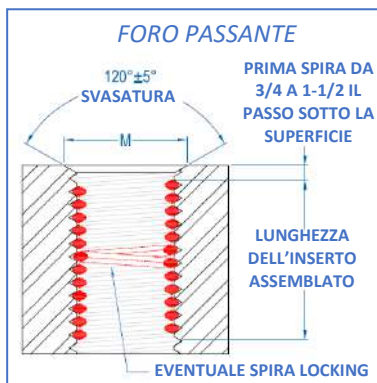 FORO PASSANTE
120°±5°
SVASATURA
PRIMA SPIRA DA
3/4 A 1-1/2 IL
PASSO SOTTO LA
SUPERFICIE
M
LUNGHEZZA
DELL'INSERTO
ASSEMBLATO
EVENTUALE SPIRA LOCKING